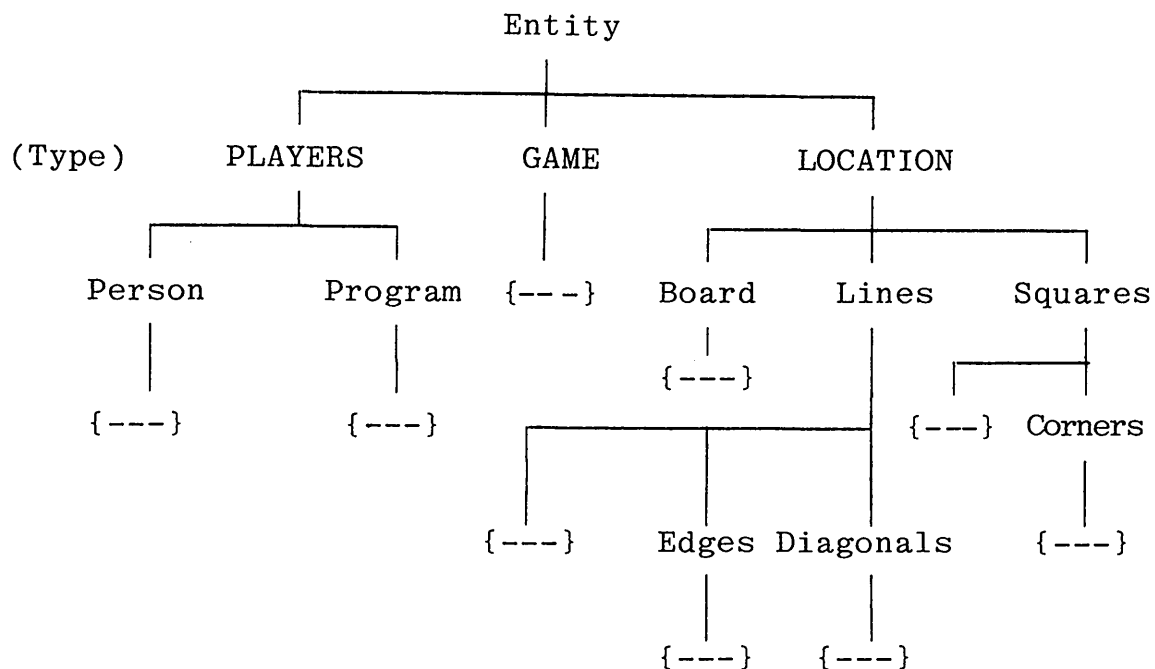 Entity
(Type) PLAYERS GAME LOCATION
Person Program {---} Board Lines Squares
{---}
{---} {---} {---} Corners
{---} Edges Diagonals {---}
{---} {---}